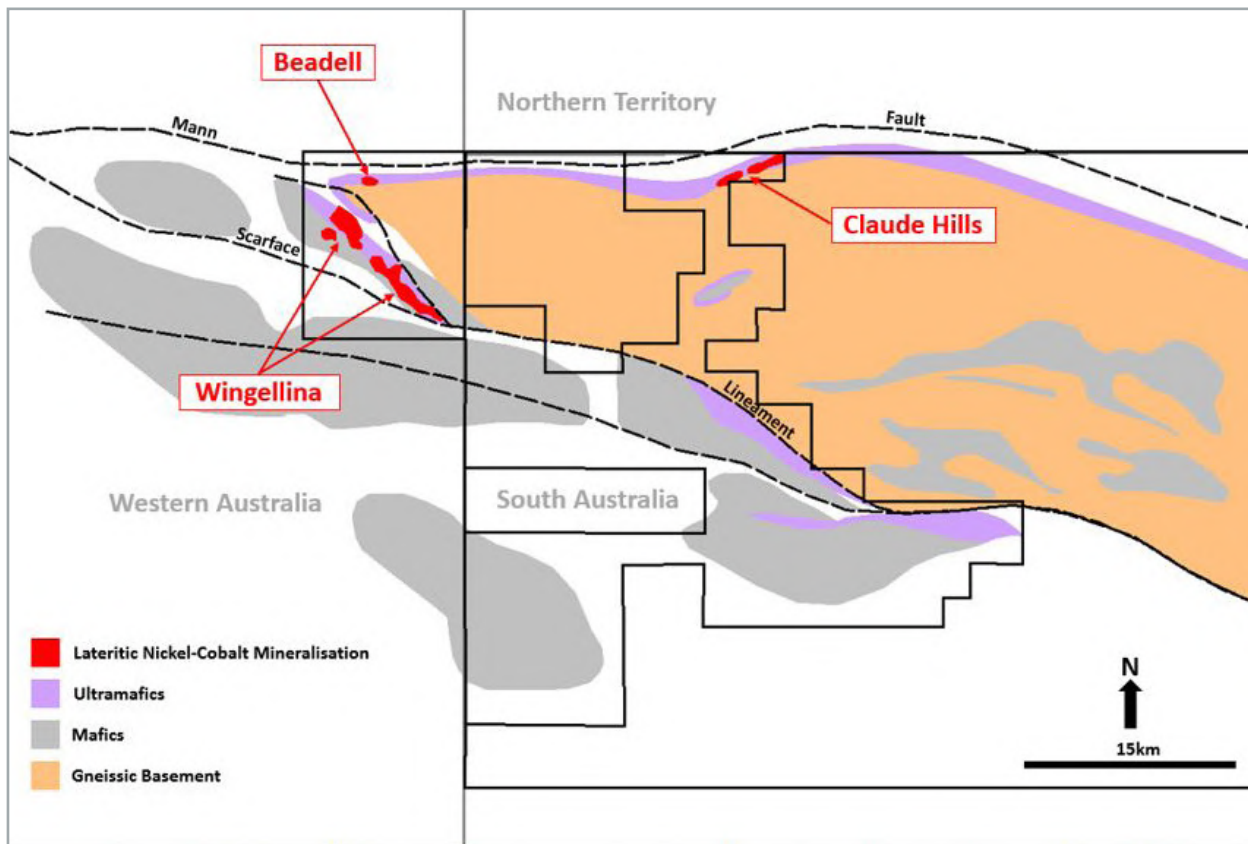 Beadell
Northern Territory
Mann
Fault
Claude Hills
Scarface
Wingellina
Lineament
Western Australia
South Australia
Lateritic Nickel-Cobalt Mineralisation
Ultramafics
Mafics
Gneissic Basement
N
15km